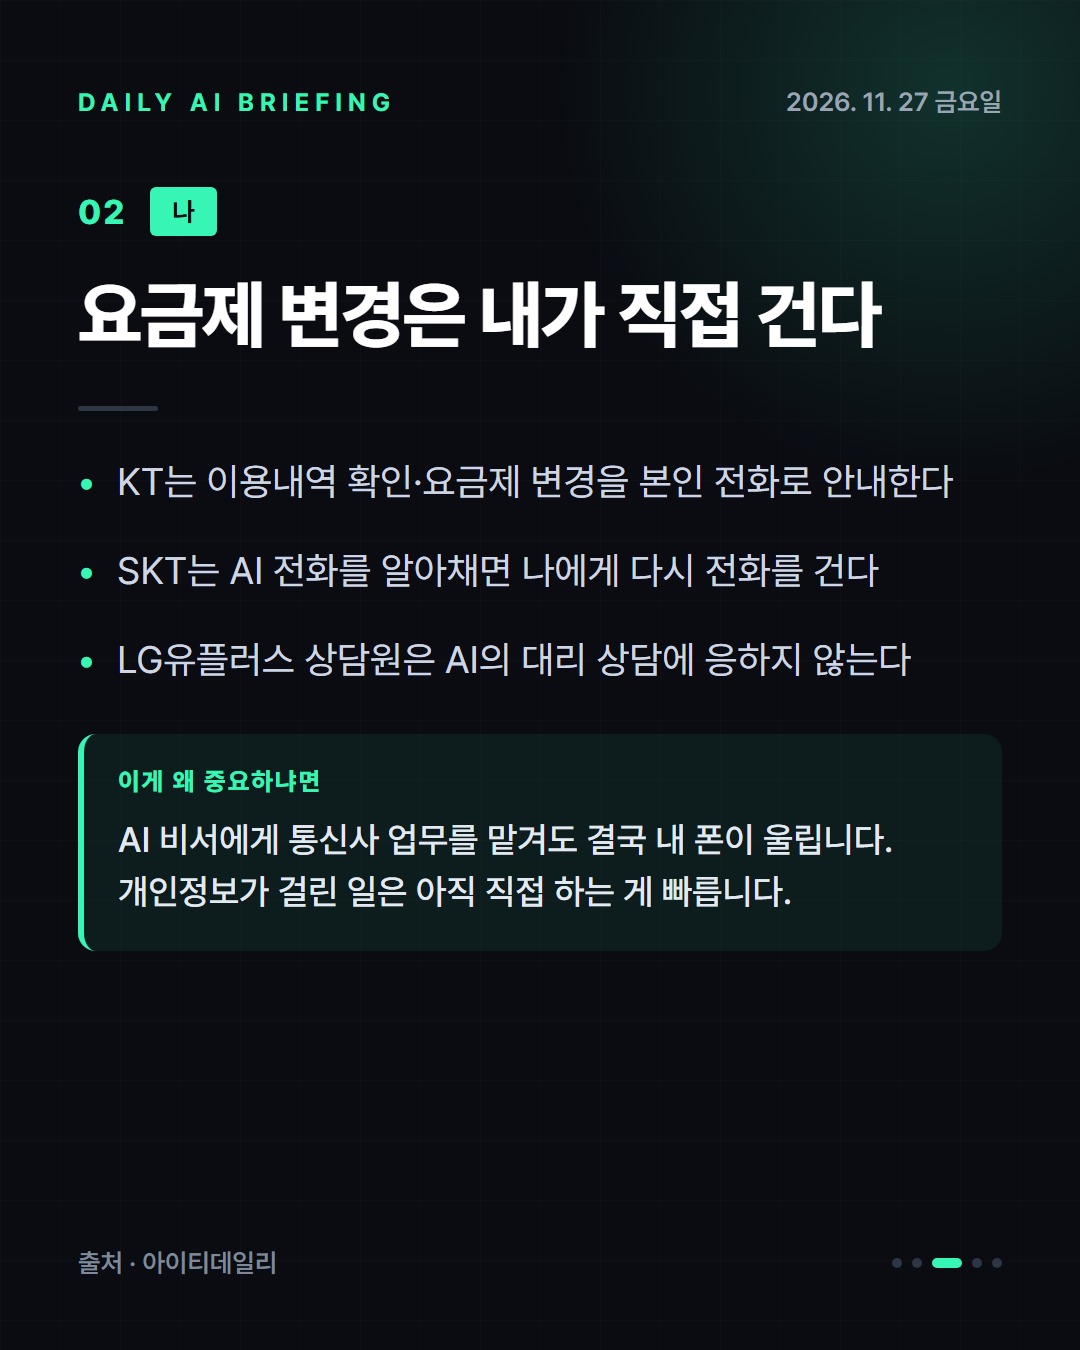 DAILY AI BRIEFING
2026. 11. 27 금요일
02
나
요금제 변경은 내가 직접 건다
• KT는 이용내역 확인·요금제 변경을 본인 전화로 안내한다
• SKT는 AI 전화를 알아채면 나에게 다시 전화를 건다
• LG유플러스 상담원은 AI의 대리 상담에 응하지 않는다
이게 왜 중요하냐면
AI 비서에게 통신사 업무를 맡겨도 결국 내 폰이 울립니다.
개인정보가 걸린 일은 아직 직접 하는 게 빠릅니다.
출처 · 아이티데일리